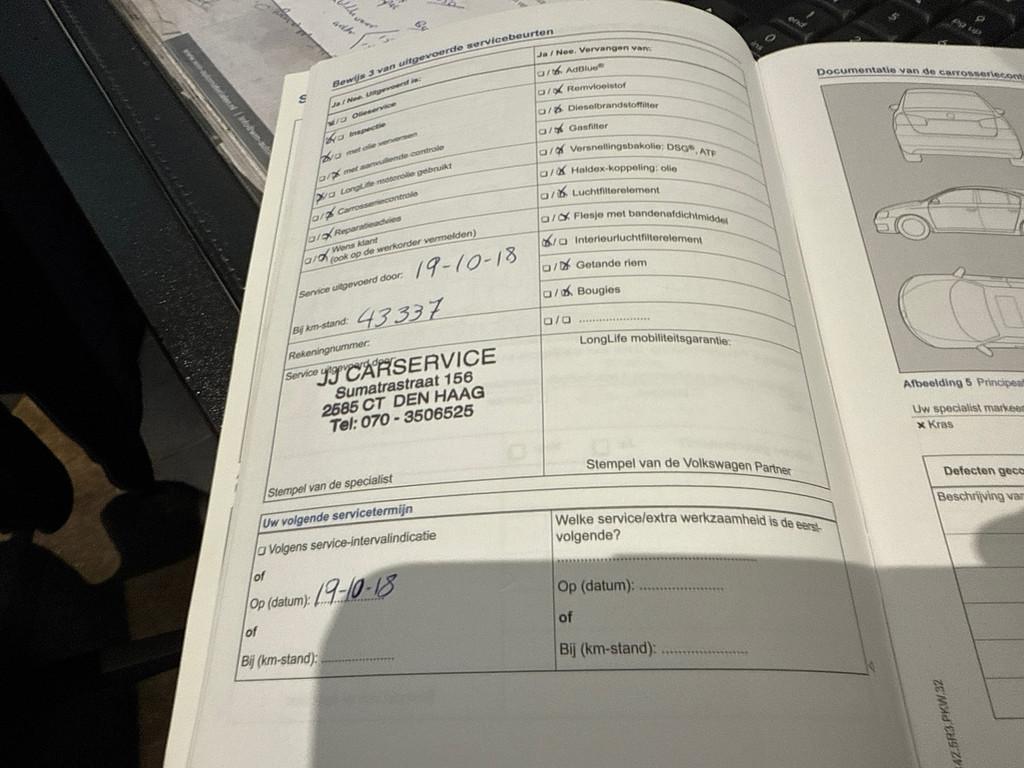 Bewijs 3 van uitgevoerde servicebeurten
Ja / Nee. Uitgevoerd is:
☒/☐ Olieservice
☒/☐ Inspectie
☒/☐ met olie verversen
☐/☒ met aanvullende controle
☒/☐ LongLife-motorolie gebruikt
☐/☒ Carrosseriecontrole
☐/☒ Reparatieadvies
☐/☒ Wens klant
(ook op de werkorder vermelden)
Service uitgevoerd door: 19-10-18
Bij km-stand: 43337
Rekeningnummer:
Service uitgevoerd door:
JJ CARSERVICE
Sumatrastraat 156
2585 CT DEN HAAG
Tel: 070 - 3506525
Stempel van de specialist
Ja / Nee. Vervangen van:
☐/☒ AdBlue®
☐/☒ Remvloeistof
☐/☒ Dieselbrandstoffilter
☐/☒ Gasfilter
☐/☒ Versnellingsbakolie: DSG®, ATF
☐/☒ Haldex-koppeling: olie
☐/☒ Luchtfilterelement
☐/☒ Flesje met bandenafdichtmiddel
☒/☐ Interieurluchtfilterelement
☐/☒ Getande riem
☐/☒ Bougies
☐/☐ ....................
LongLife mobiliteitsgarantie:
Stempel van de Volkswagen Partner
Uw volgende servicetermijn
☐ Volgens service-intervalindicatie
of
Op (datum): 19-10-18
of
Bij (km-stand): ....................
Welke service/extra werkzaamheid is de eerst-
volgende?
Op (datum): ....................
of
Bij (km-stand): ....................
Documentatie van de
Afbeelding 5
Uw specialist
× Kras
Defecten
Beschrijving